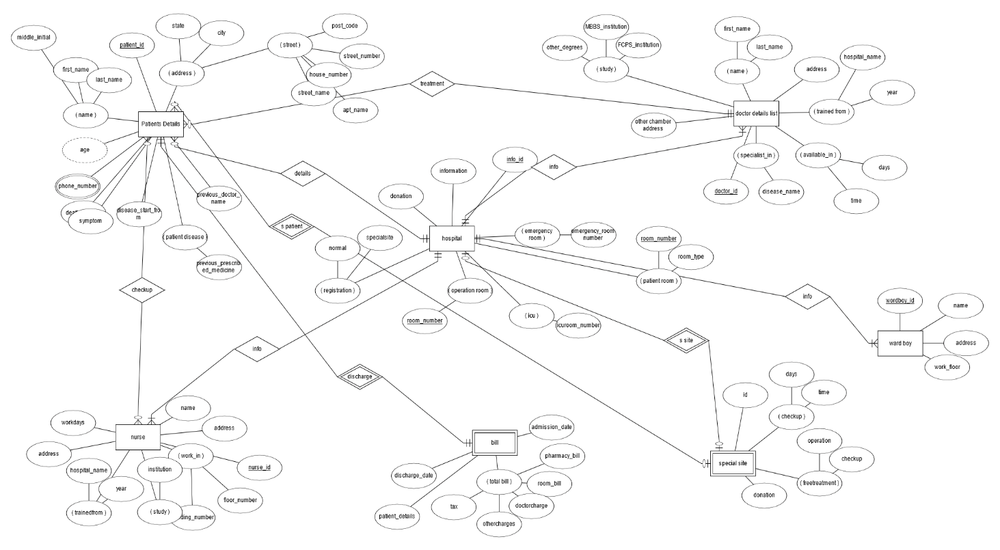 middle_initial
patient_id
state
city
( street )
post_code
street_number
house_number
street_name
apt_name
( address )
first_name
last_name
( name )
Patients Details
age
phone_number
symptom
disease_start_fro
m
previous_doctor_
name
( patient disease )
previous_prescrib
ed_medicine
treatment
MBBS_institution
other_degrees
FCPS_institution
( study )
first_name
last_name
( name )
hospital_name
address
year
( trained from )
doctor details list
other chamber
address
( specialist_in )
( available_in )
days
time
doctor_id
disease_name
details
information
info_id
info
donation
s patient
normal
specialsite
( registration )
hospital
( emergency
room )
emergency_room
number
room_number
room_type
( patient room )
( operation room )
room_number
( icu )
icuroom_number
info
wordboy_id
name
ward boy
address
work_floor
checkup
info
s site
discharge
workdays
name
address
nurse
address
( work_in )
nurse_id
hospital_name
institution
year
floor_number
( trainedfrom )
( study )
ding_number
admission_date
bill
pharmacy_bill
discharge_date
( total bill )
room_bill
tax
doctorcharge
patient_details
othercharges
id
days
time
( checkup )
operation
checkup
special site
( freetreatment )
donation